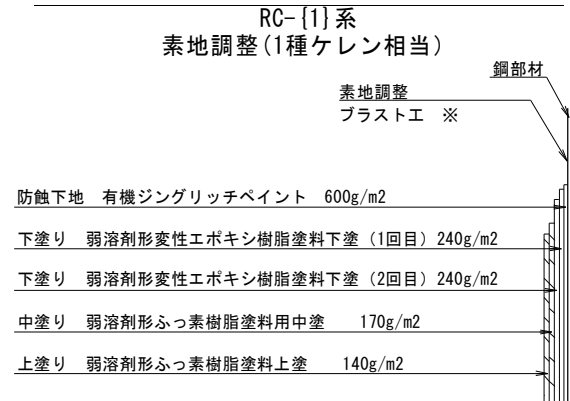 RC-{1}系
素地調整(1種ケレン相当)
鋼部材
素地調整
ブラスト工 ※
防蝕下地 有機ジングリッチペイント 600g/m2
下塗り 弱溶剤形変性エポキシ樹脂塗料下塗 (1回目) 240g/m2
下塗り 弱溶剤形変性エポキシ樹脂塗料下塗 (2回目) 240g/m2
中塗り 弱溶剤形ふっ素樹脂塗料用中塗 170g/m2
上塗り 弱溶剤形ふっ素樹脂塗料上塗 140g/m2